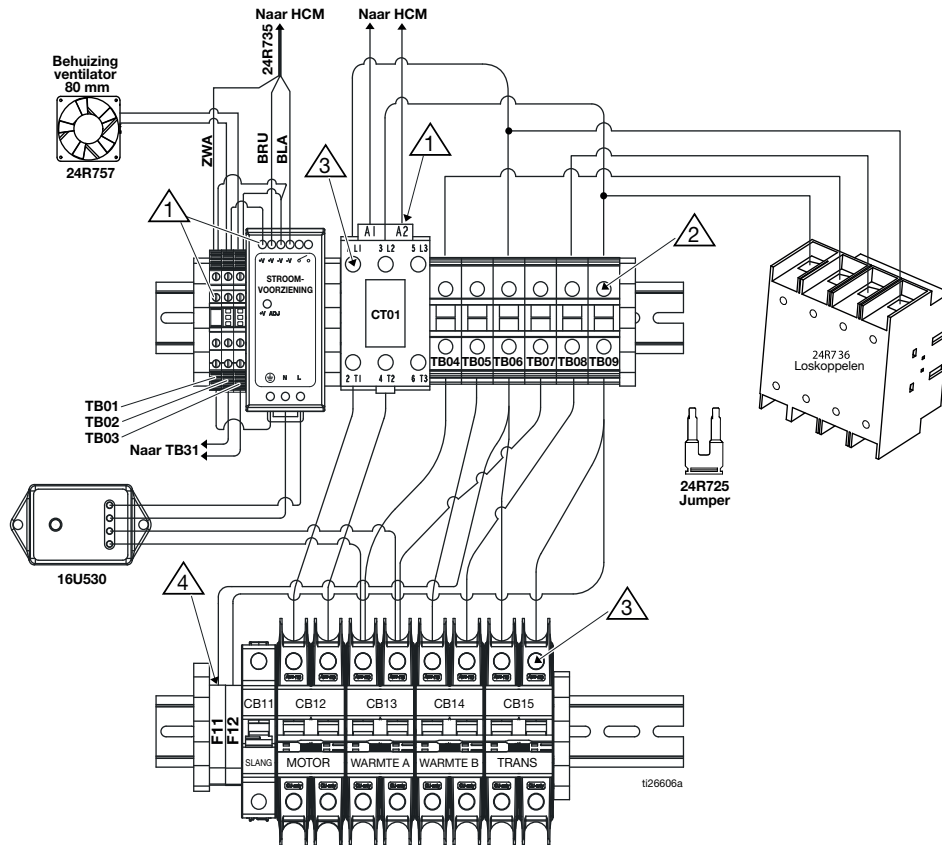 Naar HCM
Naar HCM
24R735
Behuizing
ventilator
80 mm
24R757
ZWA
BRU
BLA
1
3
1
2
A1
A2
L1
3 L2
5 L3
+V +V -V -V
STROOM-
VOORZIENING
+V ADJ
N
L
CT01
2 T1
4 T2
6 T3
TB04
TB05
TB06
TB07
TB08
TB09
24R736
Loskoppelen
TB01
TB02
TB03
Naar TB31
24R725
Jumper
16U530
4
3
F11
F12
CB11
CB12
CB13
CB14
CB15
SLANG
MOTOR
WARMTE A
WARMTE B
TRANS
ti26606a